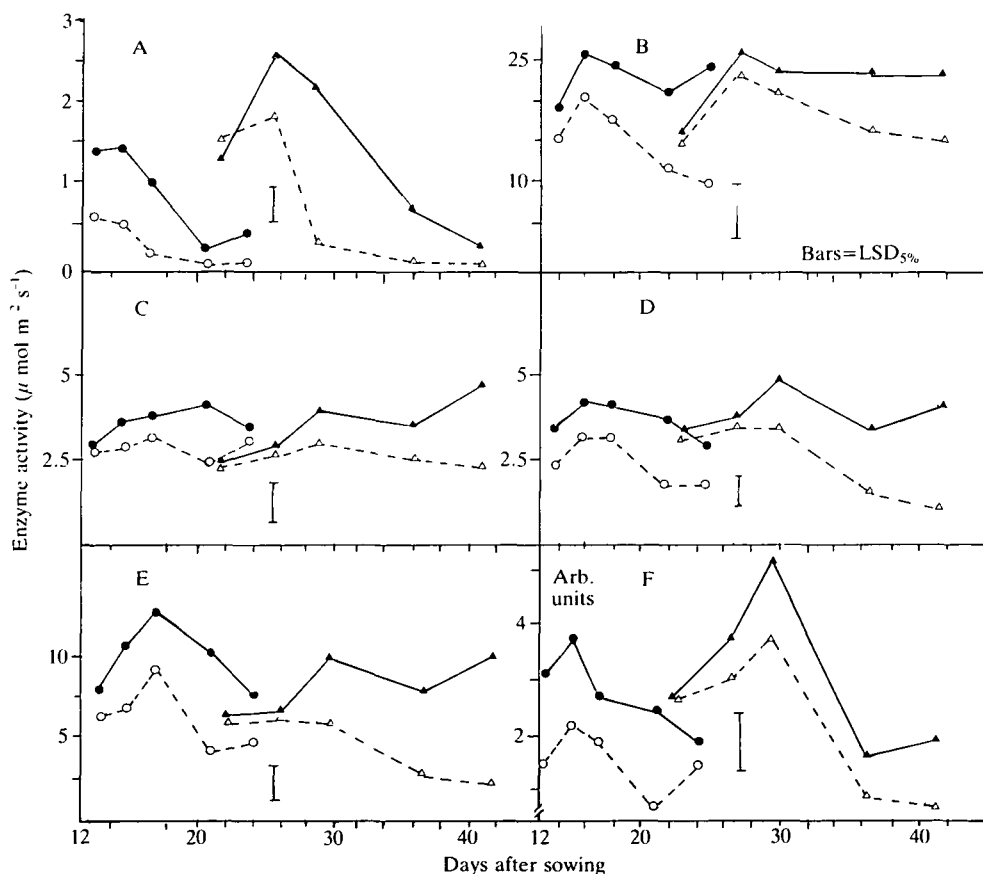 Enzyme activity (μ mol m⁻² s⁻¹)
3
2
1
0
A
25
10
B
Bars=LSD5%
5
2.5
C
5
2.5
D
10
5
E
12 20 30 40
Arb.
units
F
4
2
12 20 30 40
Days after sowing